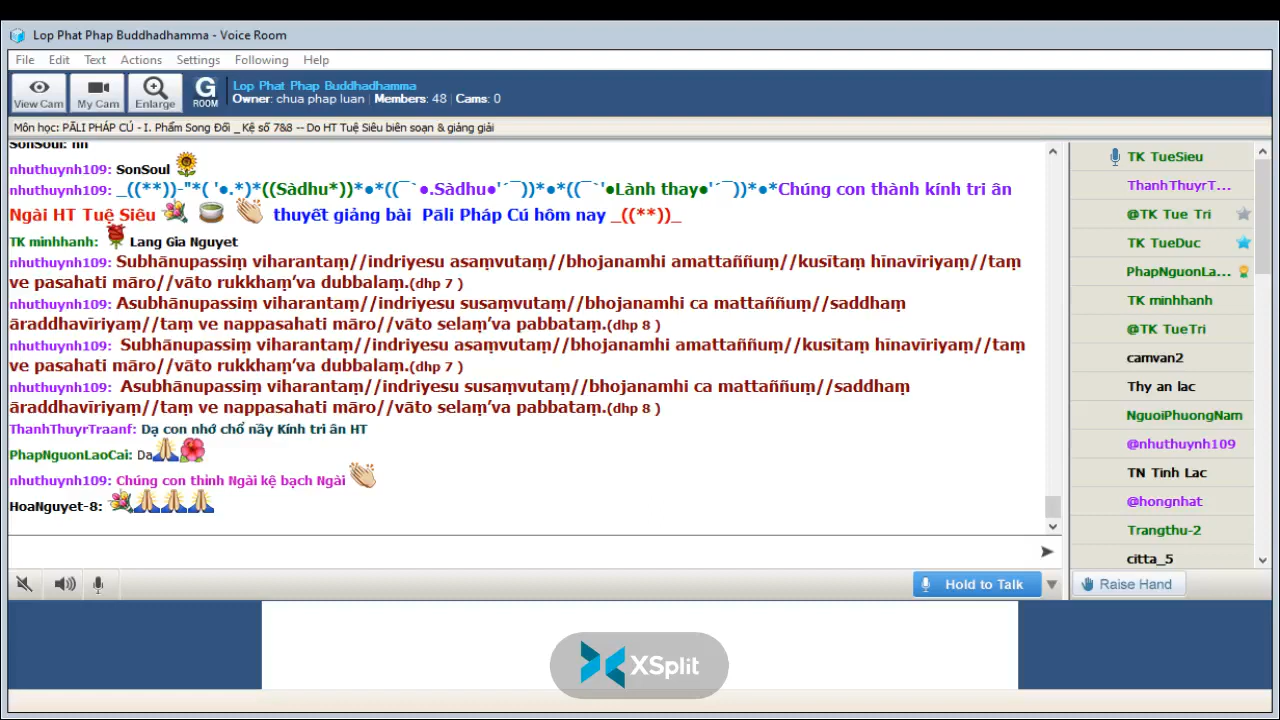 Lop Phat Phap Buddhadhamma - Voice Room
File Edit Text Actions Settings Following Help
View Cam My Cam Enlarge G ROOM
Lop Phat Phap Buddhadhamma
Owner: chua phap luan | Members: 48 | Cams: 0
Môn học: PĀLI PHÁP CÚ - I. Phẩm Song Đối _ Kệ số 7&8 -- Do HT Tuệ Siêu biên soạn & giảng giải
SonSoul: hh
nhuthuynh109: SonSoul
nhuthuynh109: _((**))-"*( '●.*)*((Sàdhu*))*●*((¯`●.Sàdhu●'´¯))*●*((¯`'●Lành thay●'´¯))*●*Chúng con thành kính tri ân
Ngài HT Tuệ Siêu thuyết giảng bài Pāli Pháp Cú hôm nay _((**))_
TK minhhanh: Lang Gia Nguyet
nhuthuynh109: Subhānupassiṃ viharantaṃ//indriyesu asaṃvutaṃ//bhojanamhi amattaññuṃ//kusītaṃ hīnavīriyaṃ//taṃ
ve pasahati māro//vāto rukkhaṃ’va dubbalaṃ.(dhp 7 )
nhuthuynh109: Asubhānupassiṃ viharantaṃ//indriyesu susaṃvutaṃ//bhojanamhi ca mattaññuṃ//saddhaṃ
āraddhavīriyaṃ//taṃ ve nappasahati māro//vāto selaṃ’va pabbataṃ.(dhp 8 )
nhuthuynh109: Subhānupassiṃ viharantaṃ//indriyesu asaṃvutaṃ//bhojanamhi amattaññuṃ//kusītaṃ hīnavīriyaṃ//taṃ
ve pasahati māro//vāto rukkhaṃ’va dubbalaṃ.(dhp 7 )
nhuthuynh109: Asubhānupassiṃ viharantaṃ//indriyesu susaṃvutaṃ//bhojanamhi ca mattaññuṃ//saddhaṃ
āraddhavīriyaṃ//taṃ ve nappasahati māro//vāto selaṃ’va pabbataṃ.(dhp 8 )
ThanhThuyrTraanf: Dạ con nhớ chổ nầy Kính tri ân HT
PhapNguonLaoCai: Da
nhuthuynh109: Chúng con thỉnh Ngài kệ bạch Ngài
HoaNguyet-8:
Hold to Talk
TK TueSieu
ThanhThuyrT...
@TK Tue Tri
TK TueDuc
PhapNguonLa...
TK minhhanh
@TK TueTri
camvan2
Thy an lac
NguoiPhuongNam
@nhuthuynh109
TN Tinh Lac
@hongnhat
Trangthu-2
citta_5
Raise Hand
XSplit